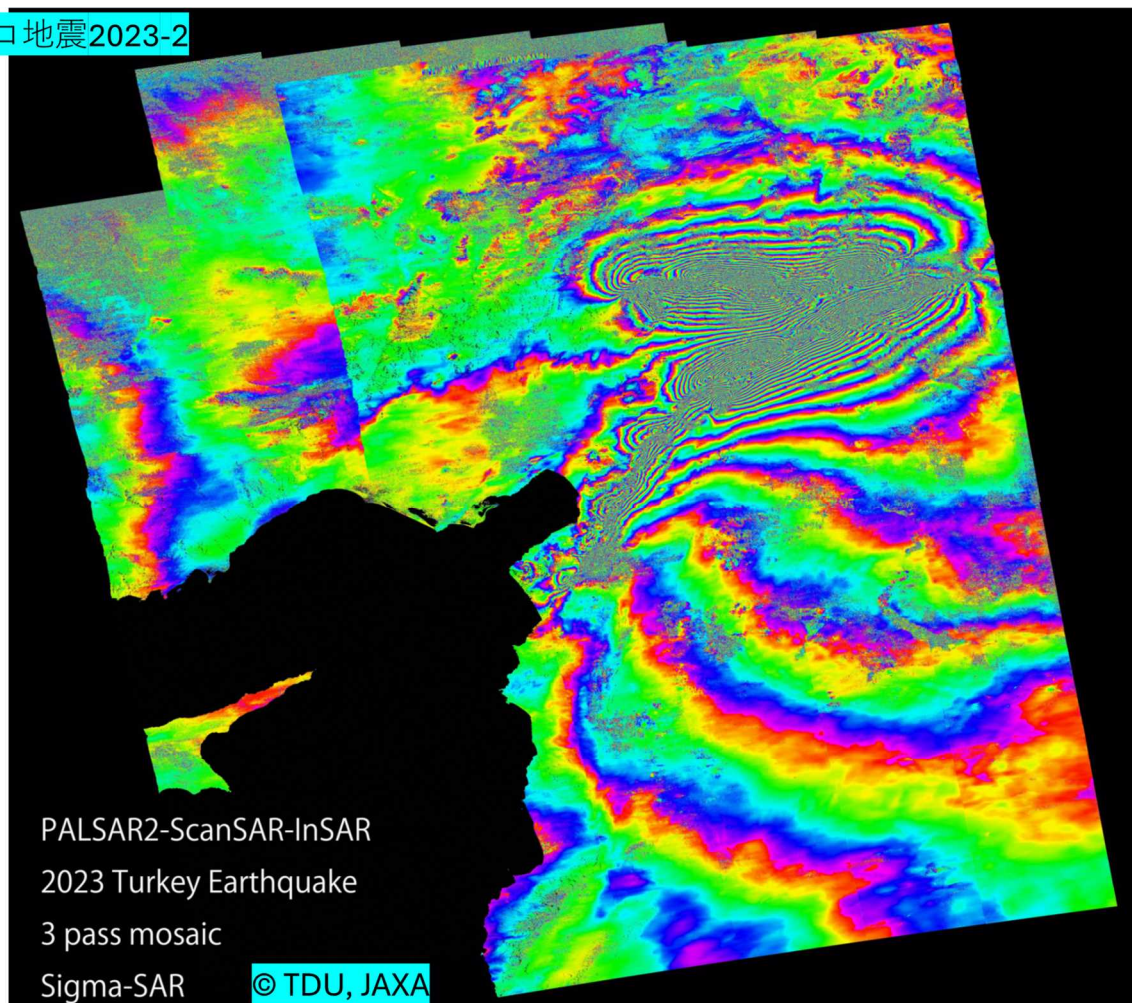 地震2023-2
PALSAR2-ScanSAR-InSAR
2023 Turkey Earthquake
3 pass mosaic
Sigma-SAR
© TDU, JAXA